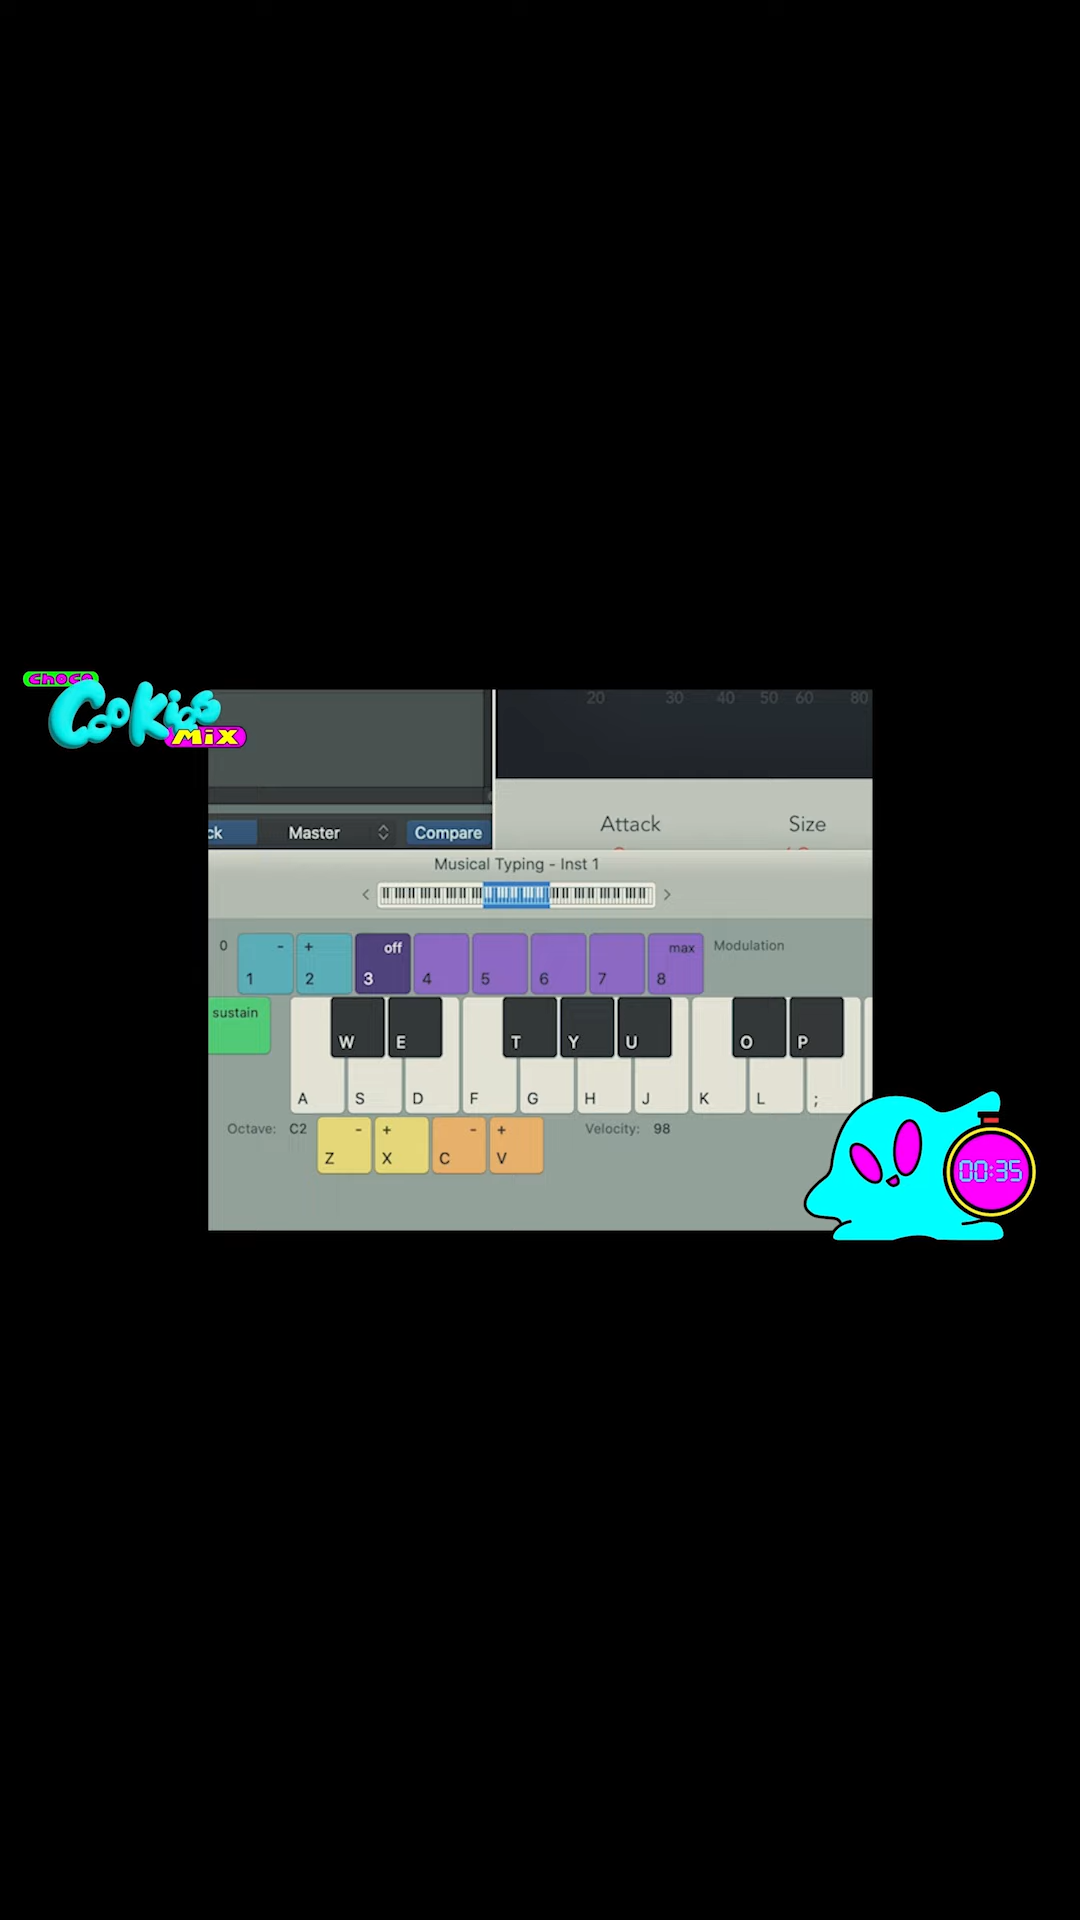 choco
Cookies
MIX
20 30 40 50 60 80
Attack Size
ck Master Compare
Musical Typing - Inst 1
< >
0 - + off max Modulation
1 2 3 4 5 6 7 8
sustain
W E T Y U O P
A S D F G H J K L ;
Octave: C2 - + - + Velocity: 98
Z X C V
00:35